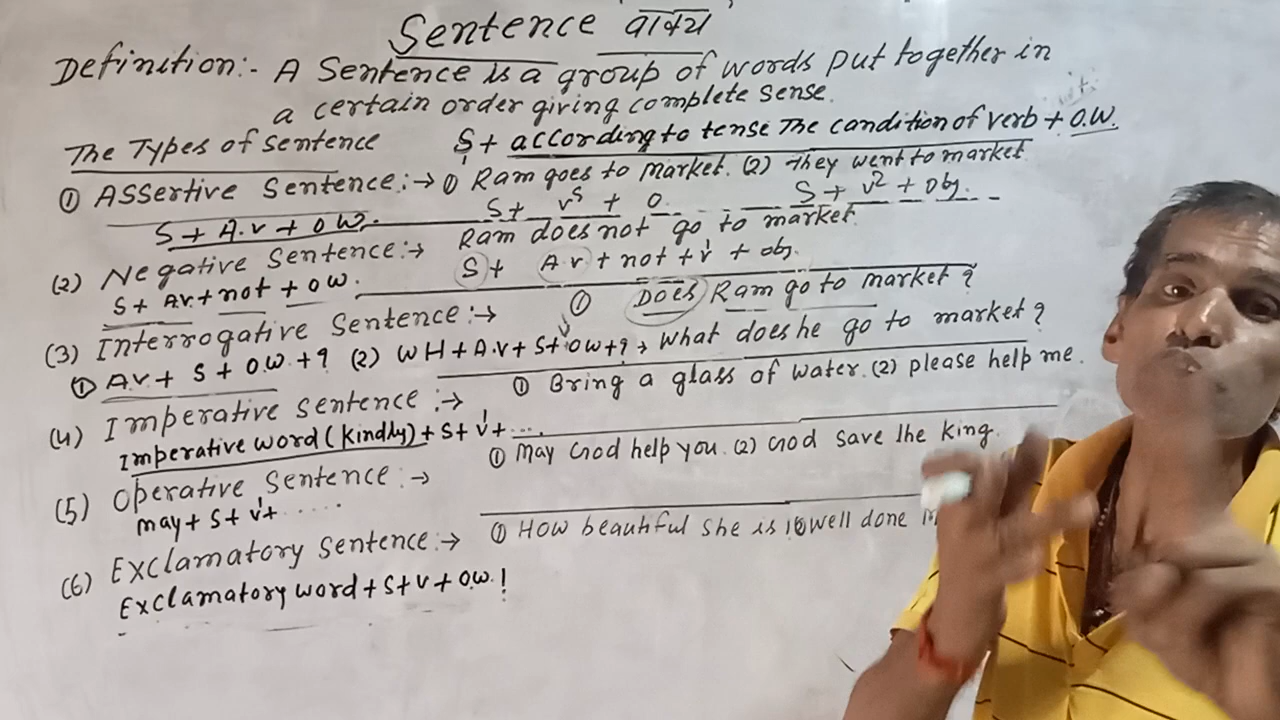 Sentence वाक्य
Definition:- A Sentence is a group of words put together in
a certain order giving complete sense.
The Types of sentence S + according to tense The condition of verb + O.W.
① Assertive Sentence:→ ① Ram goes to market. (2) They went to market
S + A.v + O W. S + v⁵ + O. S + v² + Obj.
(2) Negative Sentence:→ Ram does not go to market.
S + Av + not + ow. S + Av + not + v¹ + obj.
(3) Interrogative Sentence:→ ① Does Ram go to market ?
① A.v + S + O.W. + ? (2) WH + A.V + S + OW + ? → What does he go to market ?
(4) Imperative sentence:→ ① Bring a glass of water. (2) please help me.
Imperative word (kindly) + S + v¹ + ....
(5) Operative Sentence:→ ① May God help you. (2) God save the king.
may + S + v¹ + .....
(6) Exclamatory sentence:→ ① How beautiful she is ! ② well done
Exclamatory word + S + V + O.W. !